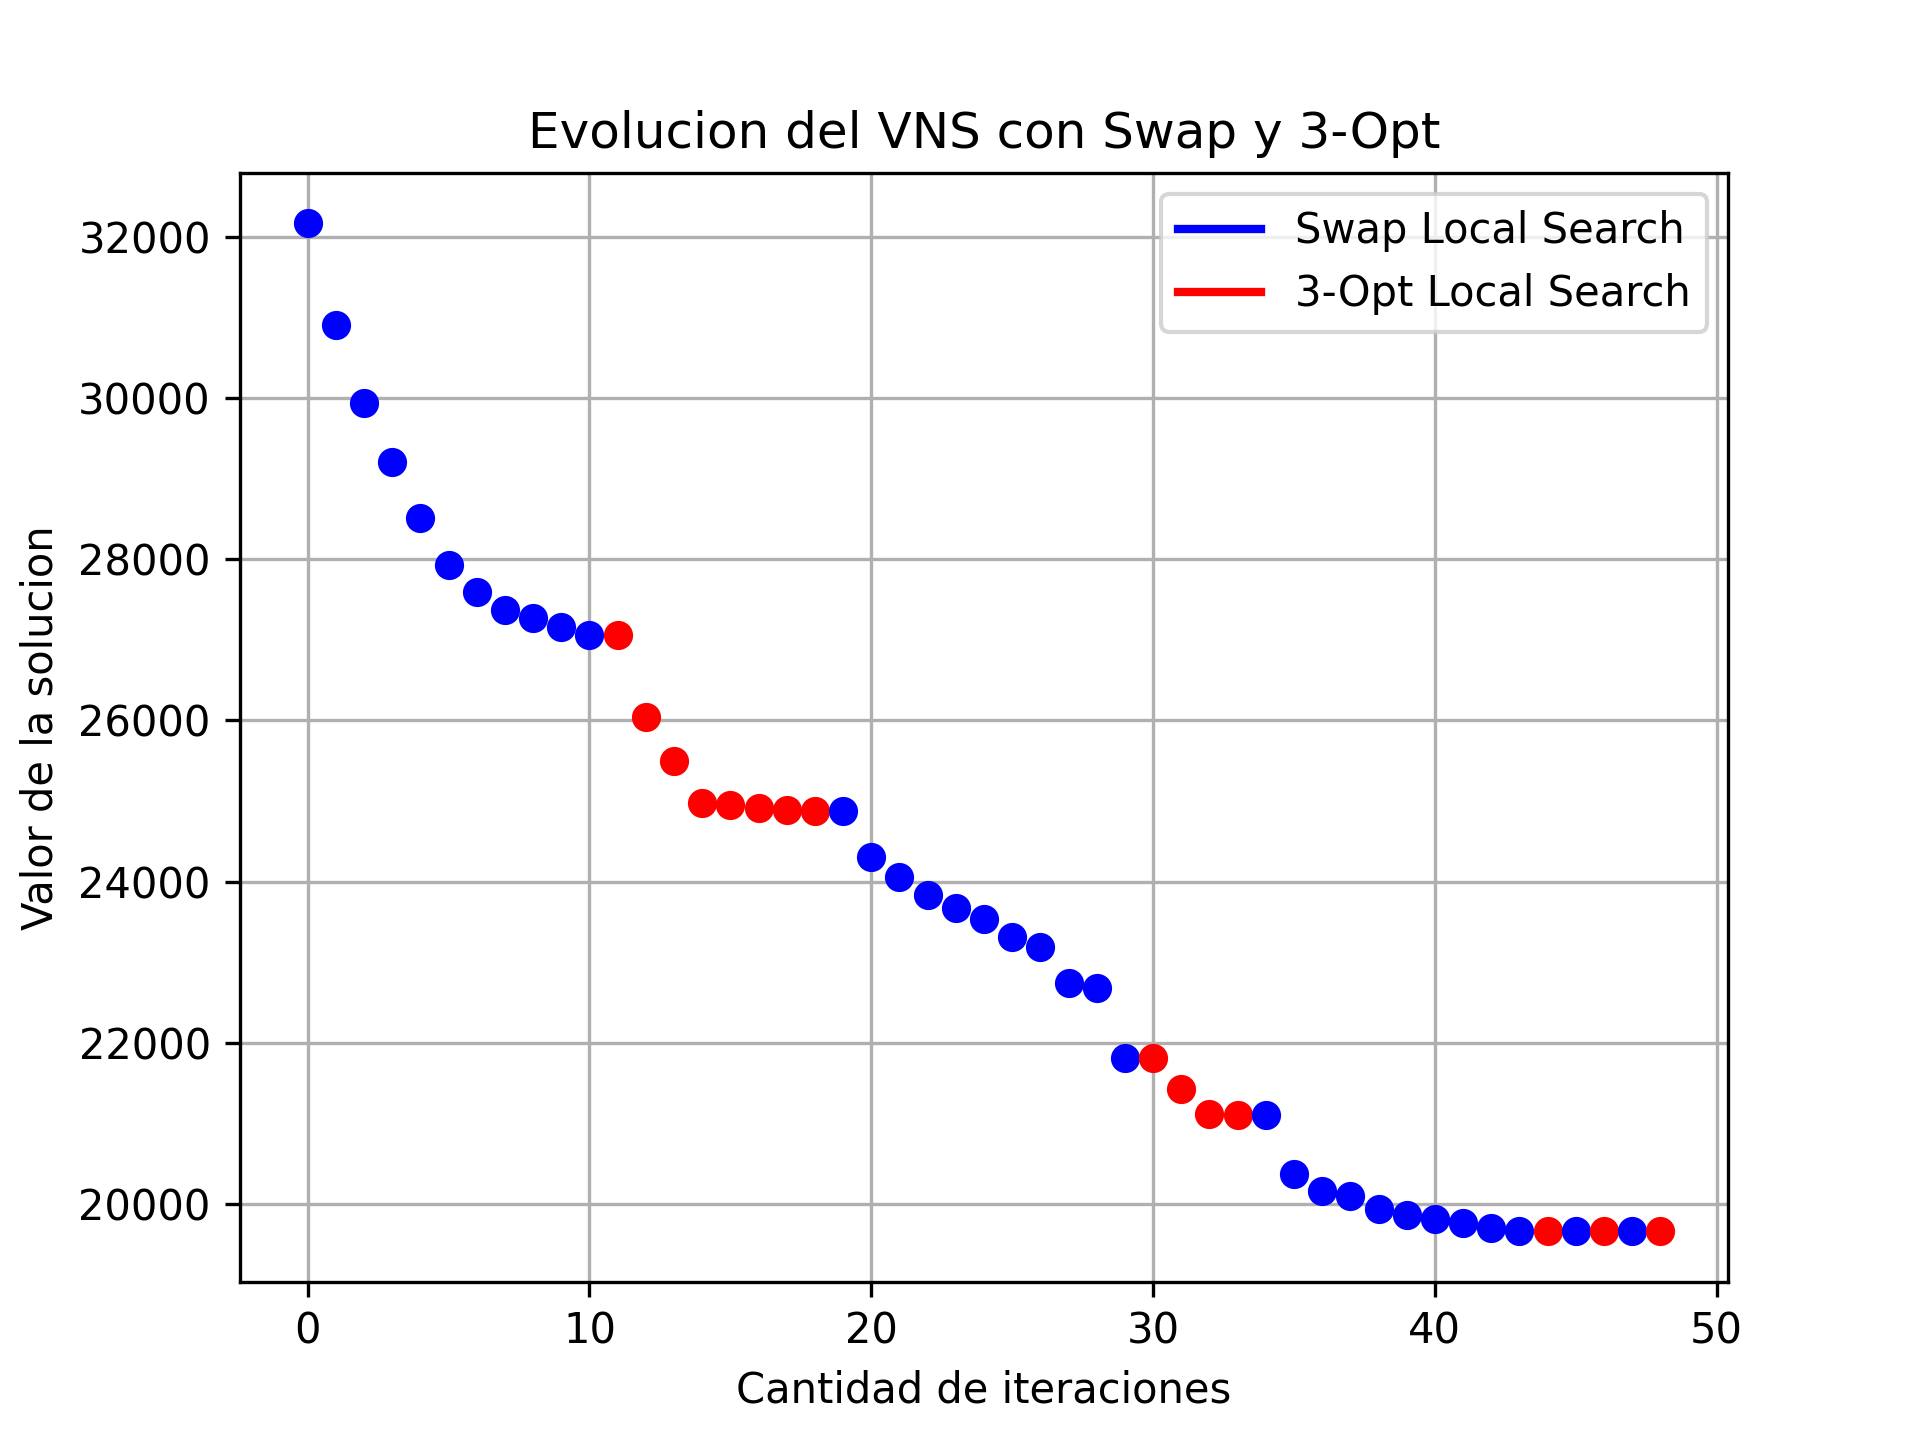 Evolucion del VNS con Swap y 3-Opt
Swap Local Search
3-Opt Local Search
32000
30000
28000
26000
24000
22000
20000
Valor de la solucion
0 10 20 30 40 50
Cantidad de iteraciones